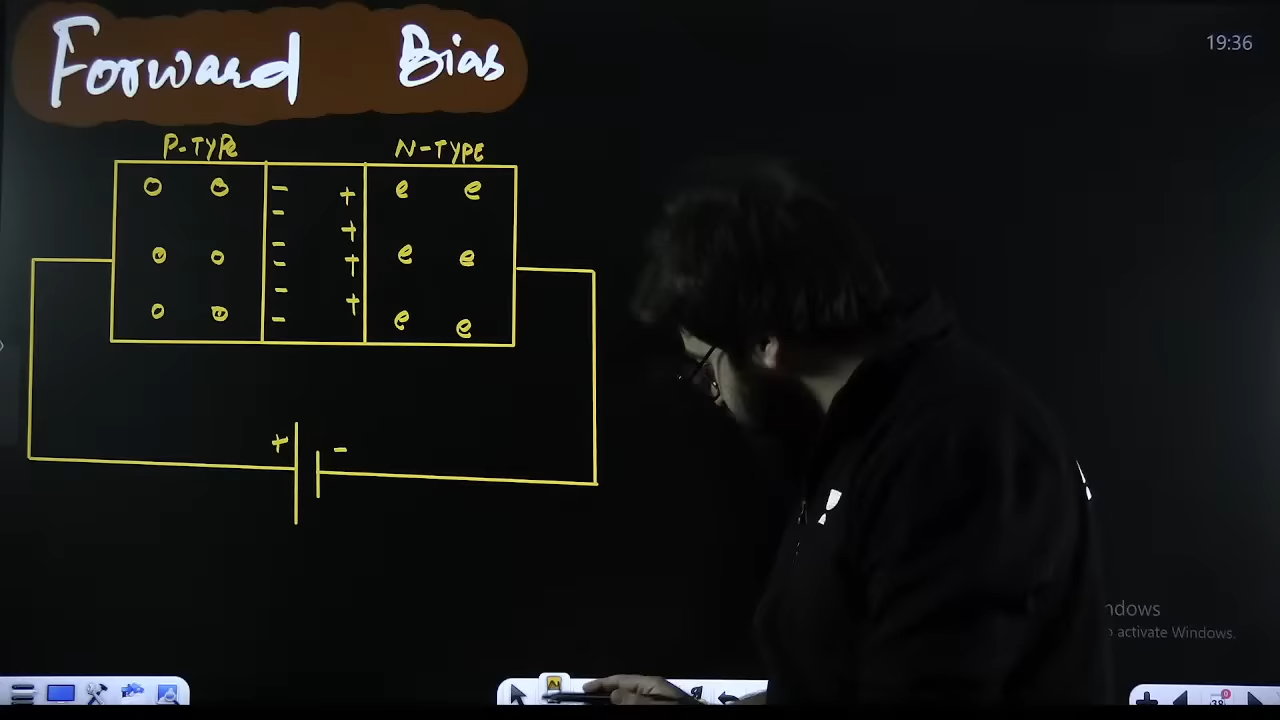 Forward Bias
19:36
P-TYPE N-TYPE
o o - + e e
- +
o o - + e e
-
- +
o o - e e
+ -
ndows
o activate Windows.